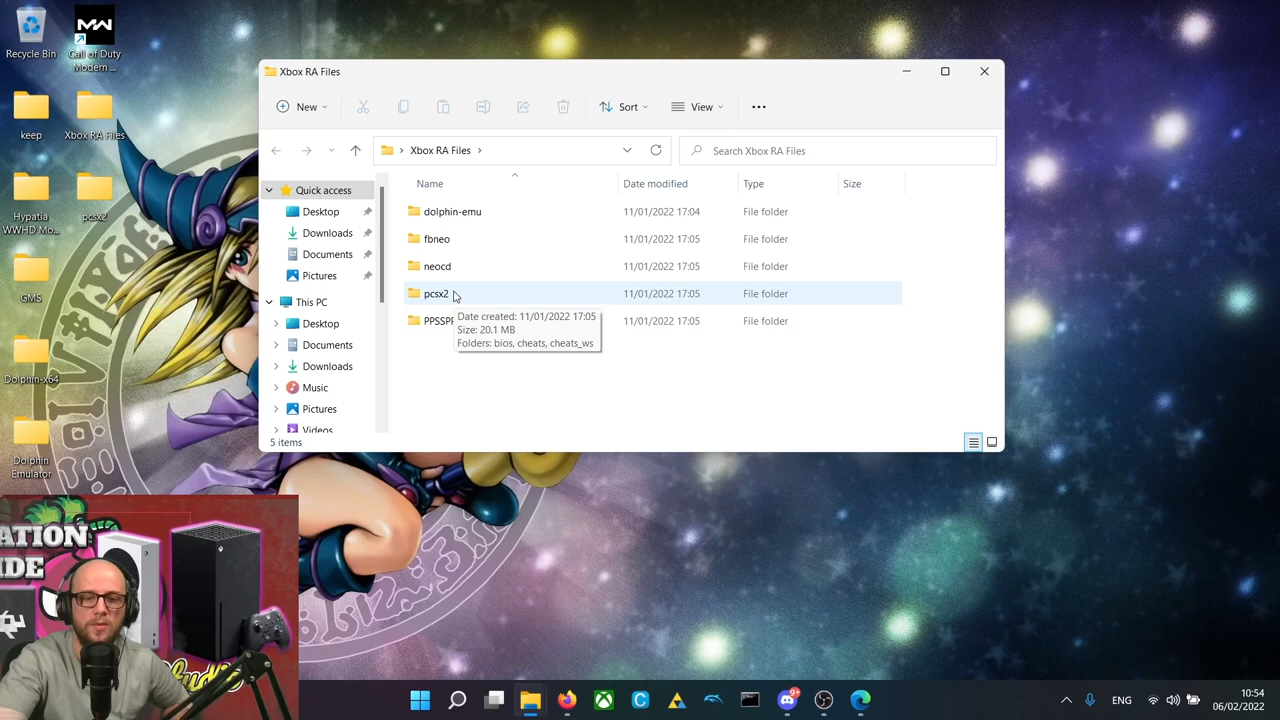 Recycle Bin
Call of Duty
Modern ...
keep
Xbox RA Files
Hypatia
WWHD Mo...
pcsx2
GMS
Dolphin-x64
Dolphin
Emulator
Xbox RA Files
New
Sort
View
Xbox RA Files
Search Xbox RA Files
Name
Date modified
Type
Size
Quick access
Desktop
Downloads
Documents
Pictures
This PC
Desktop
Documents
Downloads
Music
Pictures
Videos
dolphin-emu 11/01/2022 17:04 File folder
fbneo 11/01/2022 17:05 File folder
neocd 11/01/2022 17:05 File folder
pcsx2 11/01/2022 17:05 File folder
PPSSP 11/01/2022 17:05 File folder
Date created: 11/01/2022 17:05
Size: 20.1 MB
Folders: bios, cheats, cheats_ws
5 items
ATION
IDE
ENG
10:54
06/02/2022